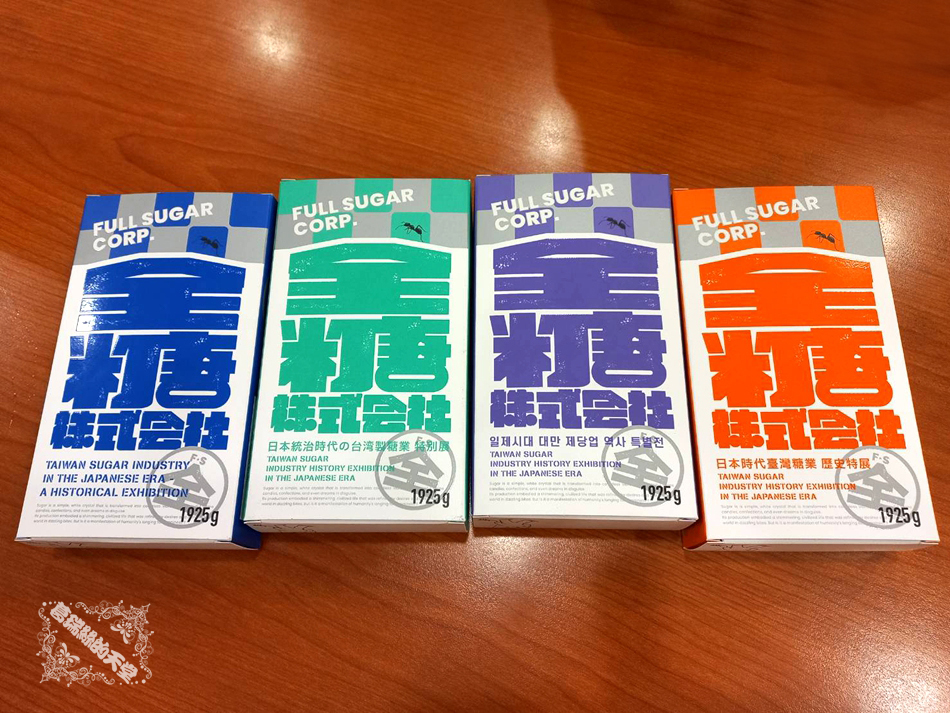 FULL SUGAR
CORP.
全
糖
株式会社
TAIWAN SUGAR INDUSTRY
IN THE JAPANESE ERA -
A HISTORICAL EXHIBITION
F-S
全
1925g
FULL SUGAR
CORP.
全
糖
株式会社
日本統治時代の台湾製糖業 特別展
TAIWAN SUGAR
INDUSTRY HISTORY EXHIBITION
IN THE JAPANESE ERA
全
1925g
FULL SUGAR
CORP.
全
糖
株式会社
일제시대 대만 제당업 역사 특별전
TAIWAN SUGAR
INDUSTRY HISTORY EXHIBITION
IN THE JAPANESE ERA
全
1925g
FULL SUGAR
CORP.
全
糖
株式会社
日本時代臺灣糖業 歷史特展
TAIWAN SUGAR
INDUSTRY HISTORY EXHIBITION
IN THE JAPANESE ERA
F-S
全
1925g
葛瑞絲的天堂